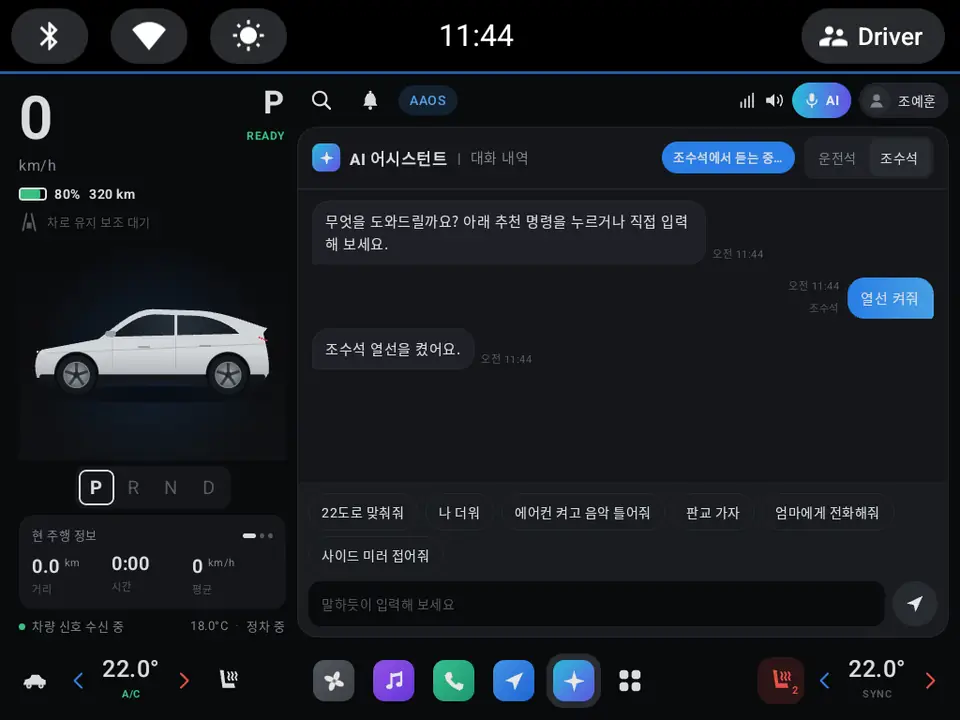 11:44
Driver
0
P
READY
km/h
80% 320 km
차로 유지 보조 대기
AAOS
AI
조예훈
AI 어시스턴트 | 대화 내역
조수석에서 듣는 중...
운전석
조수석
무엇을 도와드릴까요? 아래 추천 명령을 누르거나 직접 입력
해 보세요.
오전 11:44
오전 11:44
조수석
열선 켜줘
조수석 열선을 켰어요.
오전 11:44
P R N D
현 주행 정보
0.0 km
거리
0:00
시간
0 km/h
평균
차량 신호 수신 중
18.0°C · 정차 중
22도로 맞춰줘
나 더워
에어컨 켜고 음악 틀어줘
판교 가자
엄마에게 전화해줘
사이드 미러 접어줘
말하듯이 입력해 보세요
22.0°
A/C
2
22.0°
SYNC